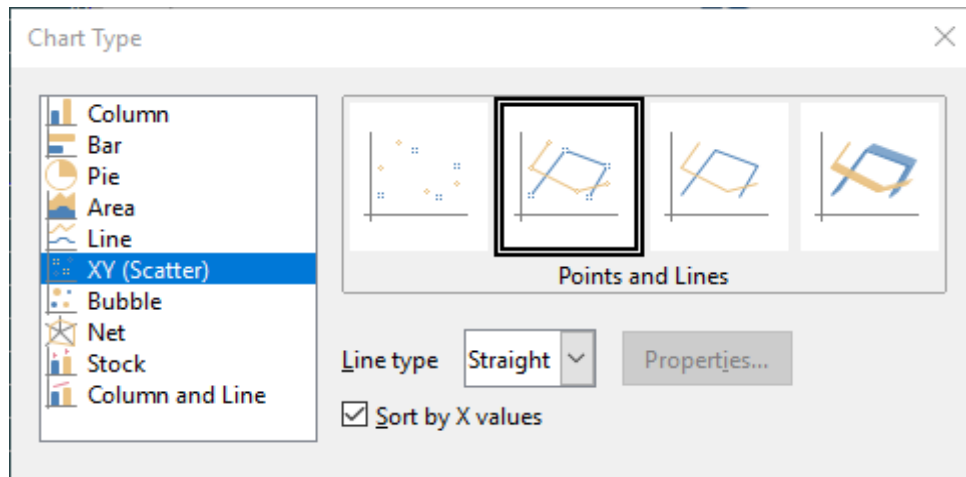 Chart Type
Column
Bar
Pie
Area
Line
XY (Scatter)
Bubble
Net
Stock
Column and Line
Points and Lines
Line type Straight Properties...
Sort by X values